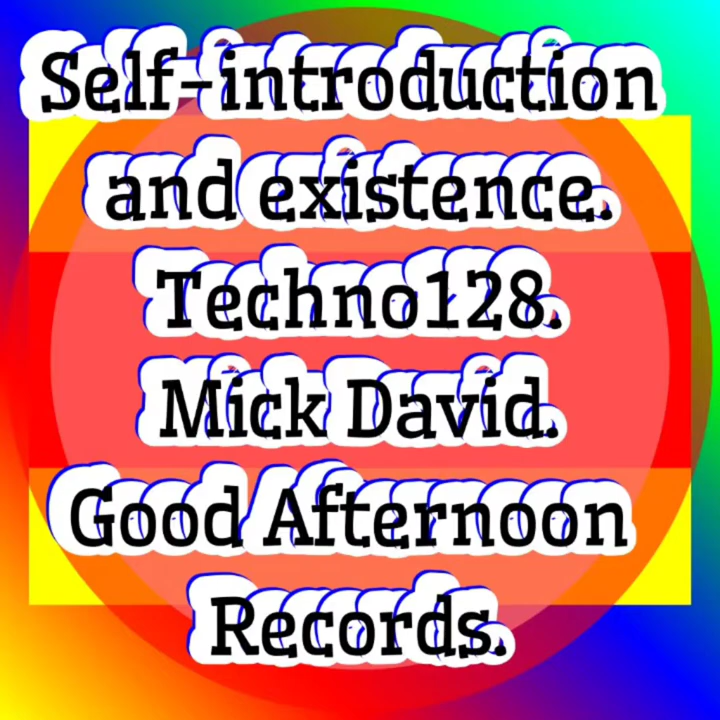 Self-introduction
and existence.
Techno128.
Mick David.
Good Afternoon
Records.